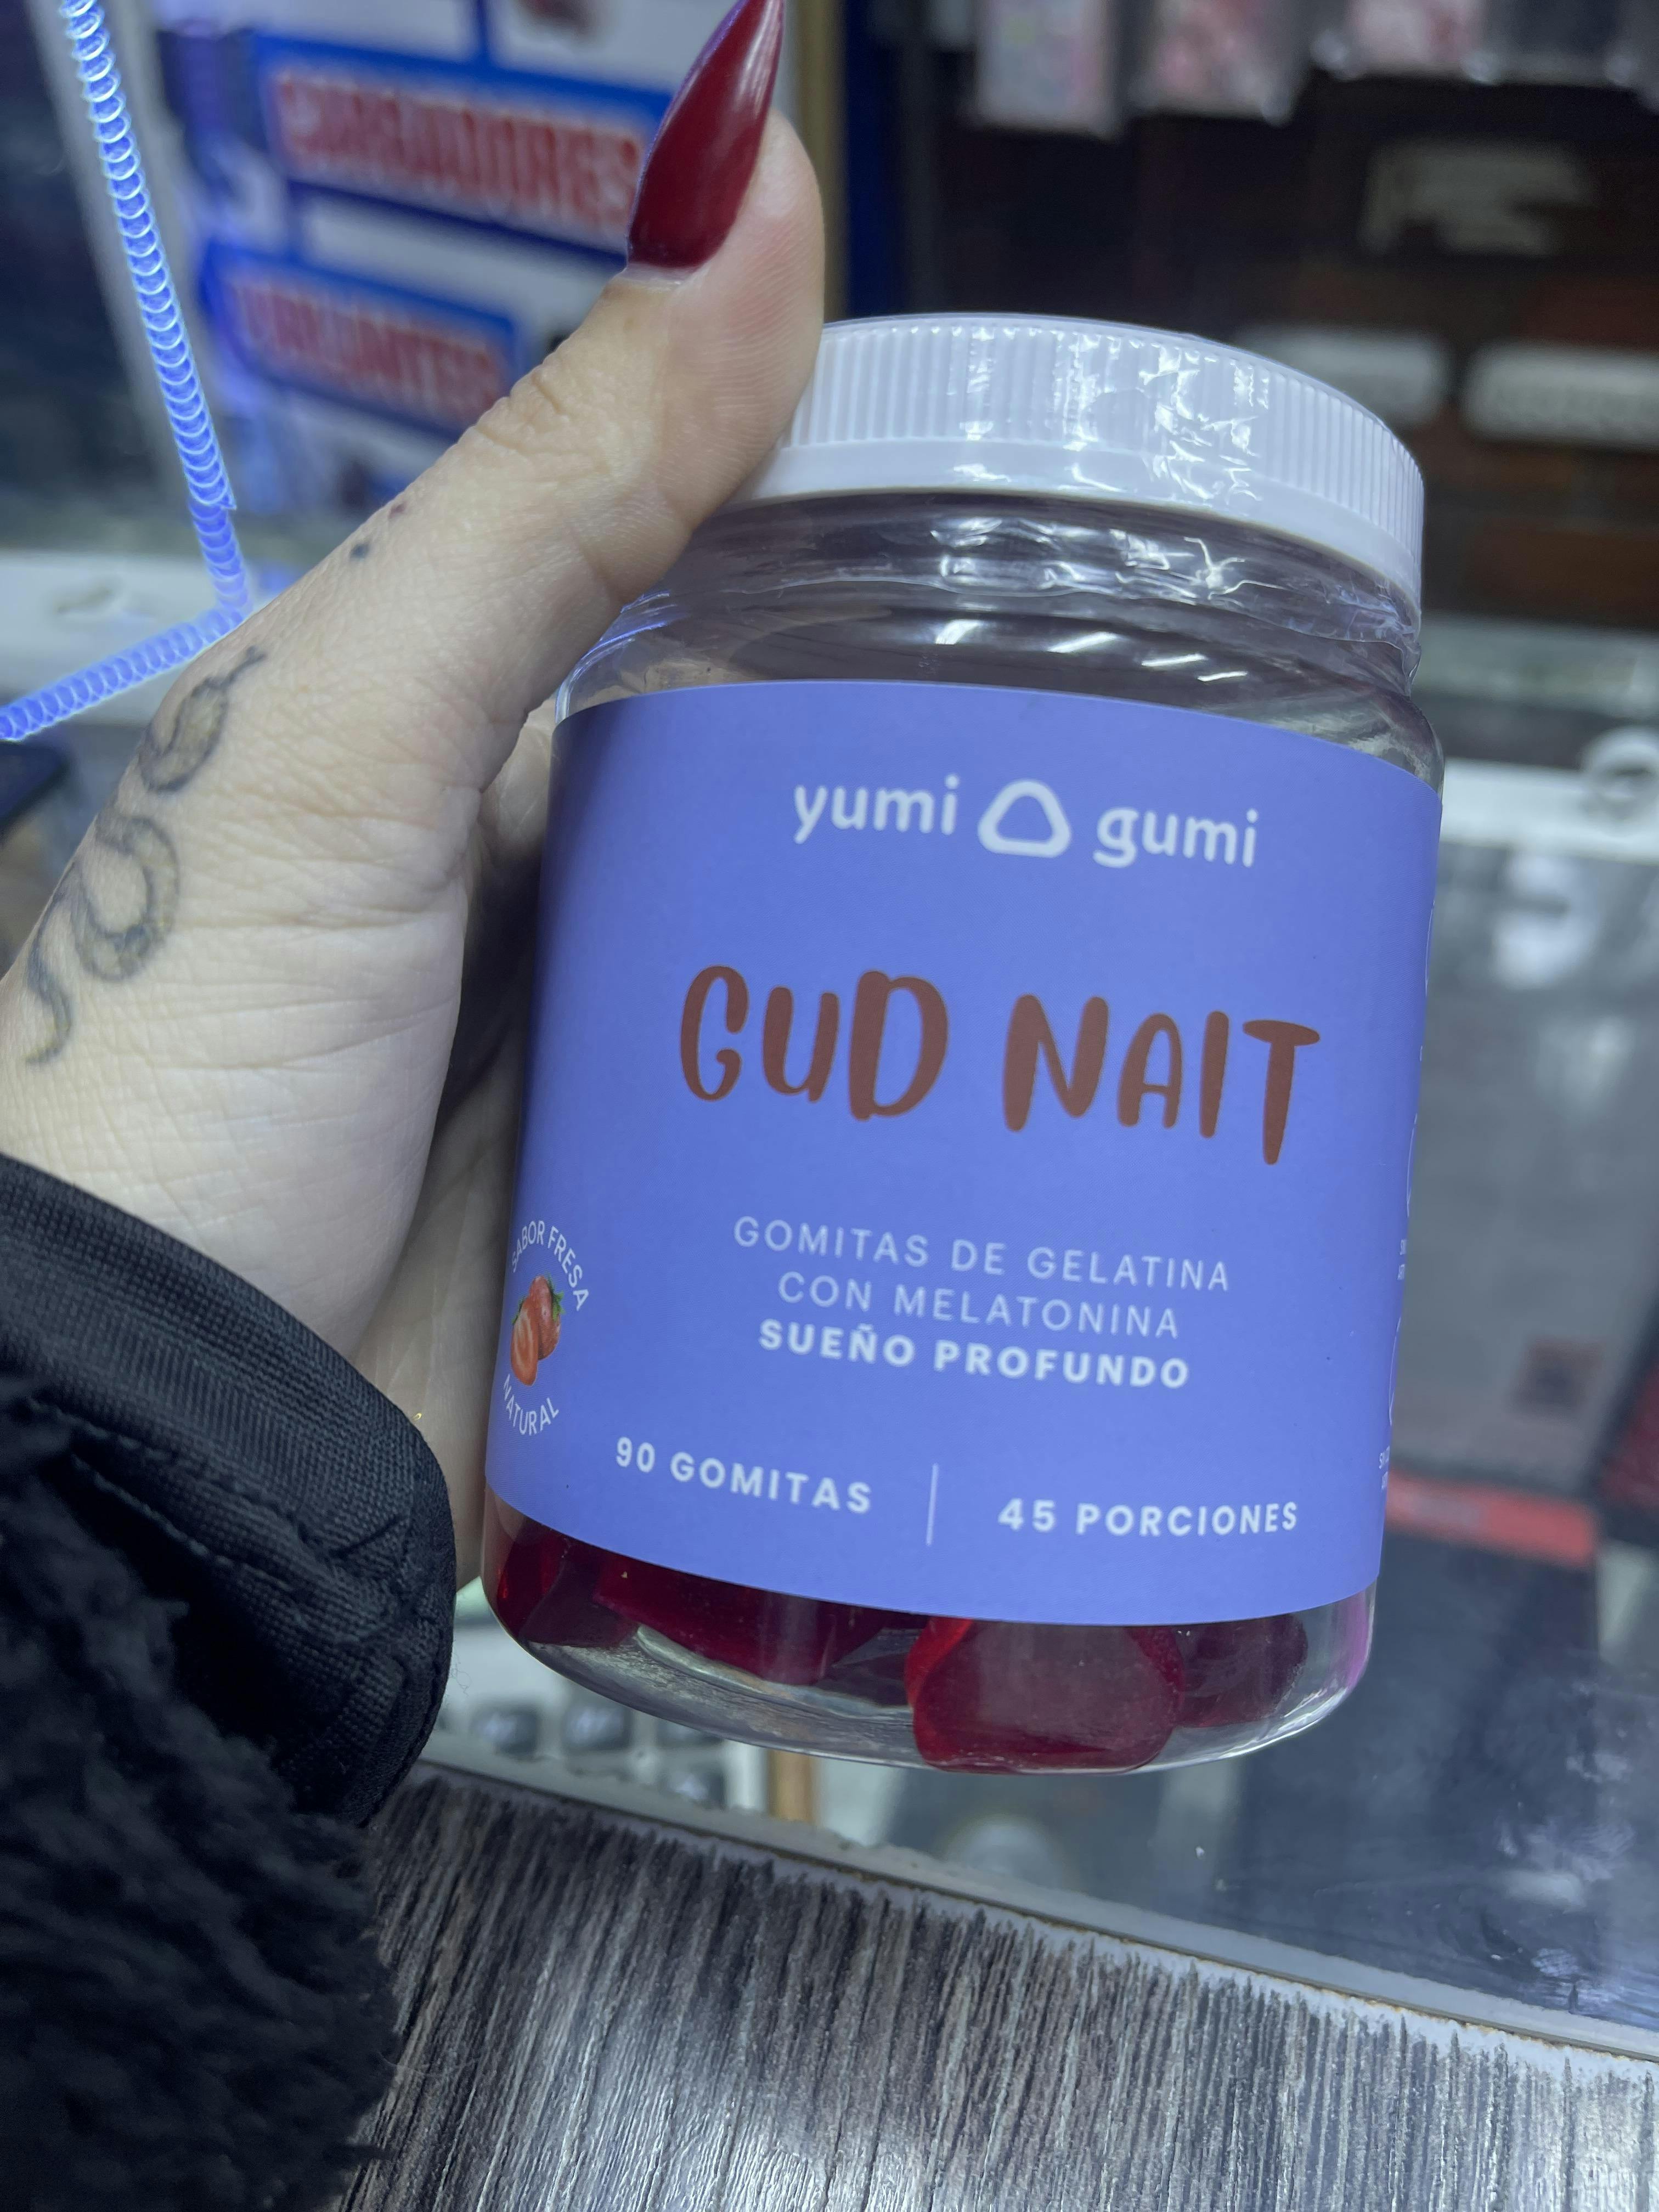 yumi gumi
GUD NAIT
GOMITAS DE GELATINA
CON MELATONINA
SUEÑO PROFUNDO
SABOR FRESA
NATURAL
90 GOMITAS
45 PORCIONES